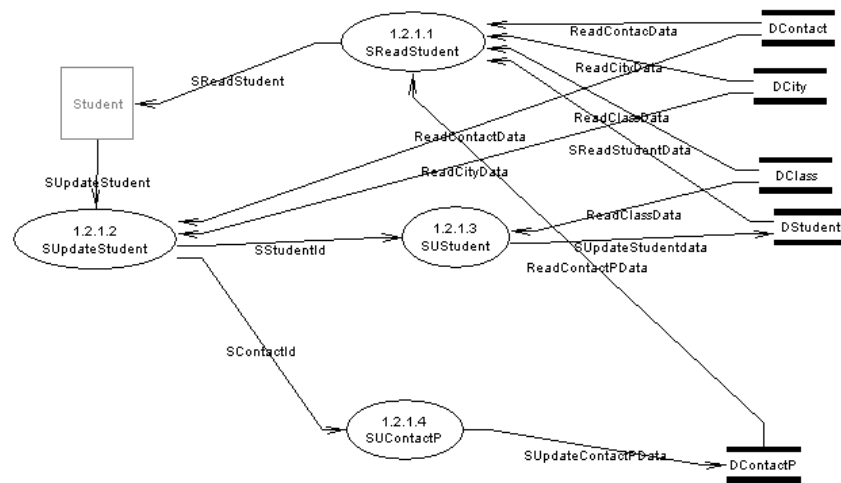 1.2.1.1
SReadStudent
ReadContacData
DContact
SReadStudent
ReadCityData
DCity
Student
ReadContactData
ReadClassData
SReadStudentData
ReadCityData
DClass
SUpdateStudent
ReadClassData
1.2.1.2
SUpdateStudent
SStudentId
1.2.1.3
SUStudent
SUpdateStudentdata
DStudent
ReadContactPData
SContactId
1.2.1.4
SUContactP
SUpdateContactPData
DContactP